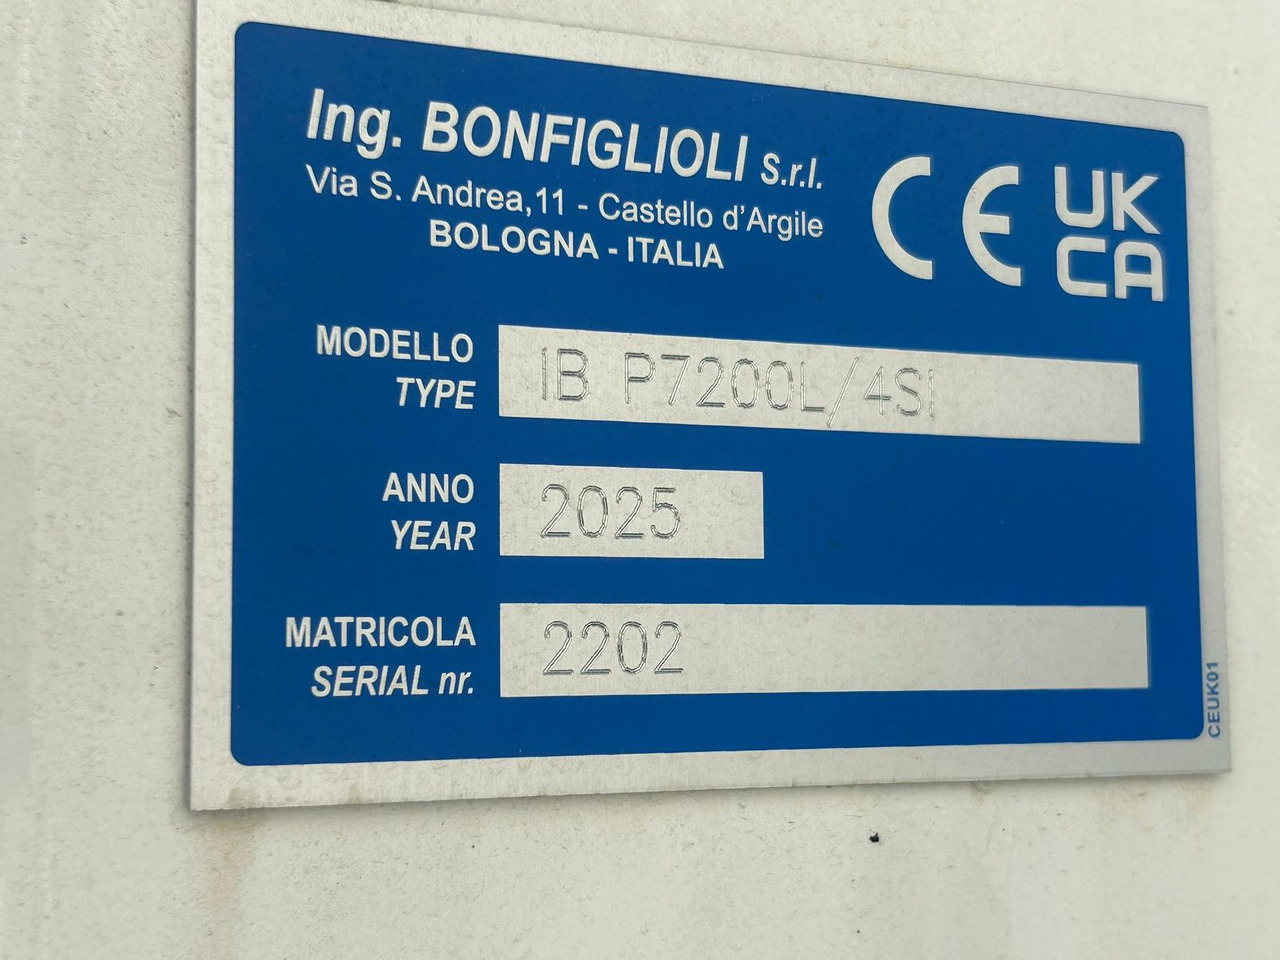 Ing. BONFIGLIOLI s.r.l.
Via S. Andrea,11 - Castello d'Argile
BOLOGNA - ITALIA
CE
UK
CA
MODELLO
TYPE
IB P7200L/4SI
ANNO
YEAR
2025
MATRICOLA
SERIAL nr.
2202
CEUK01